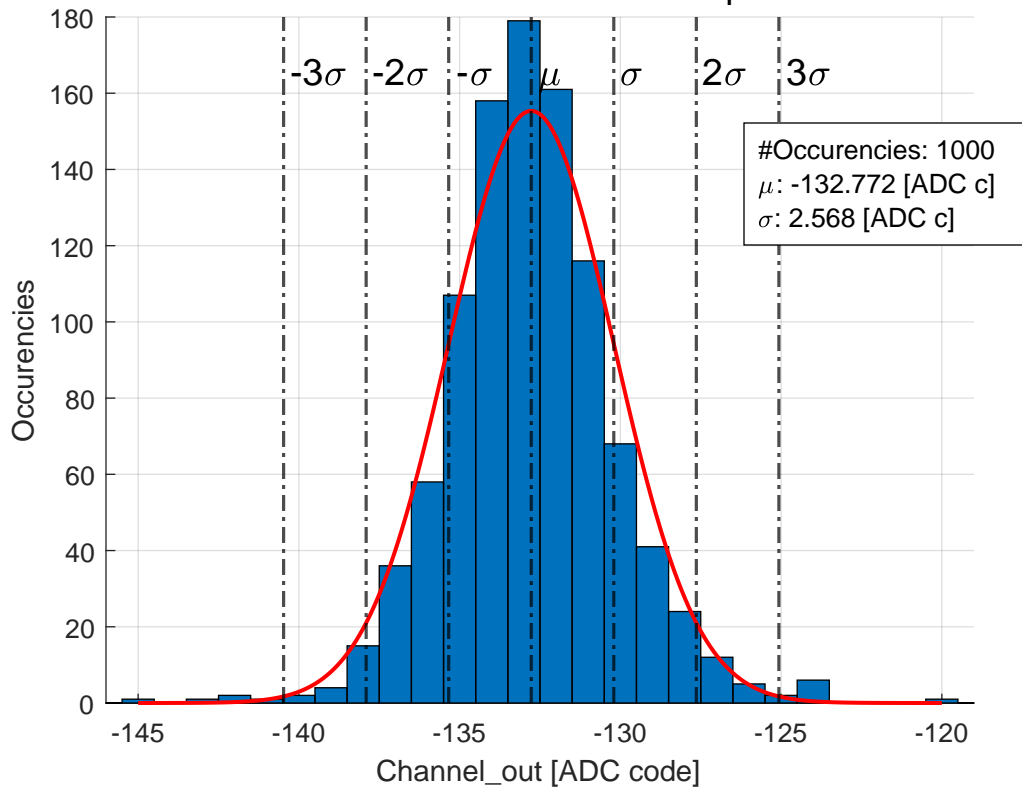 180
160
140
120
100
80
60
40
20
0
Occurencies
-3σ -2σ -σ μ σ 2σ 3σ
#Occurencies: 1000
μ: -132.772 [ADC c]
σ: 2.568 [ADC c]
-145 -140 -135 -130 -125 -120
Channel_out [ADC code]